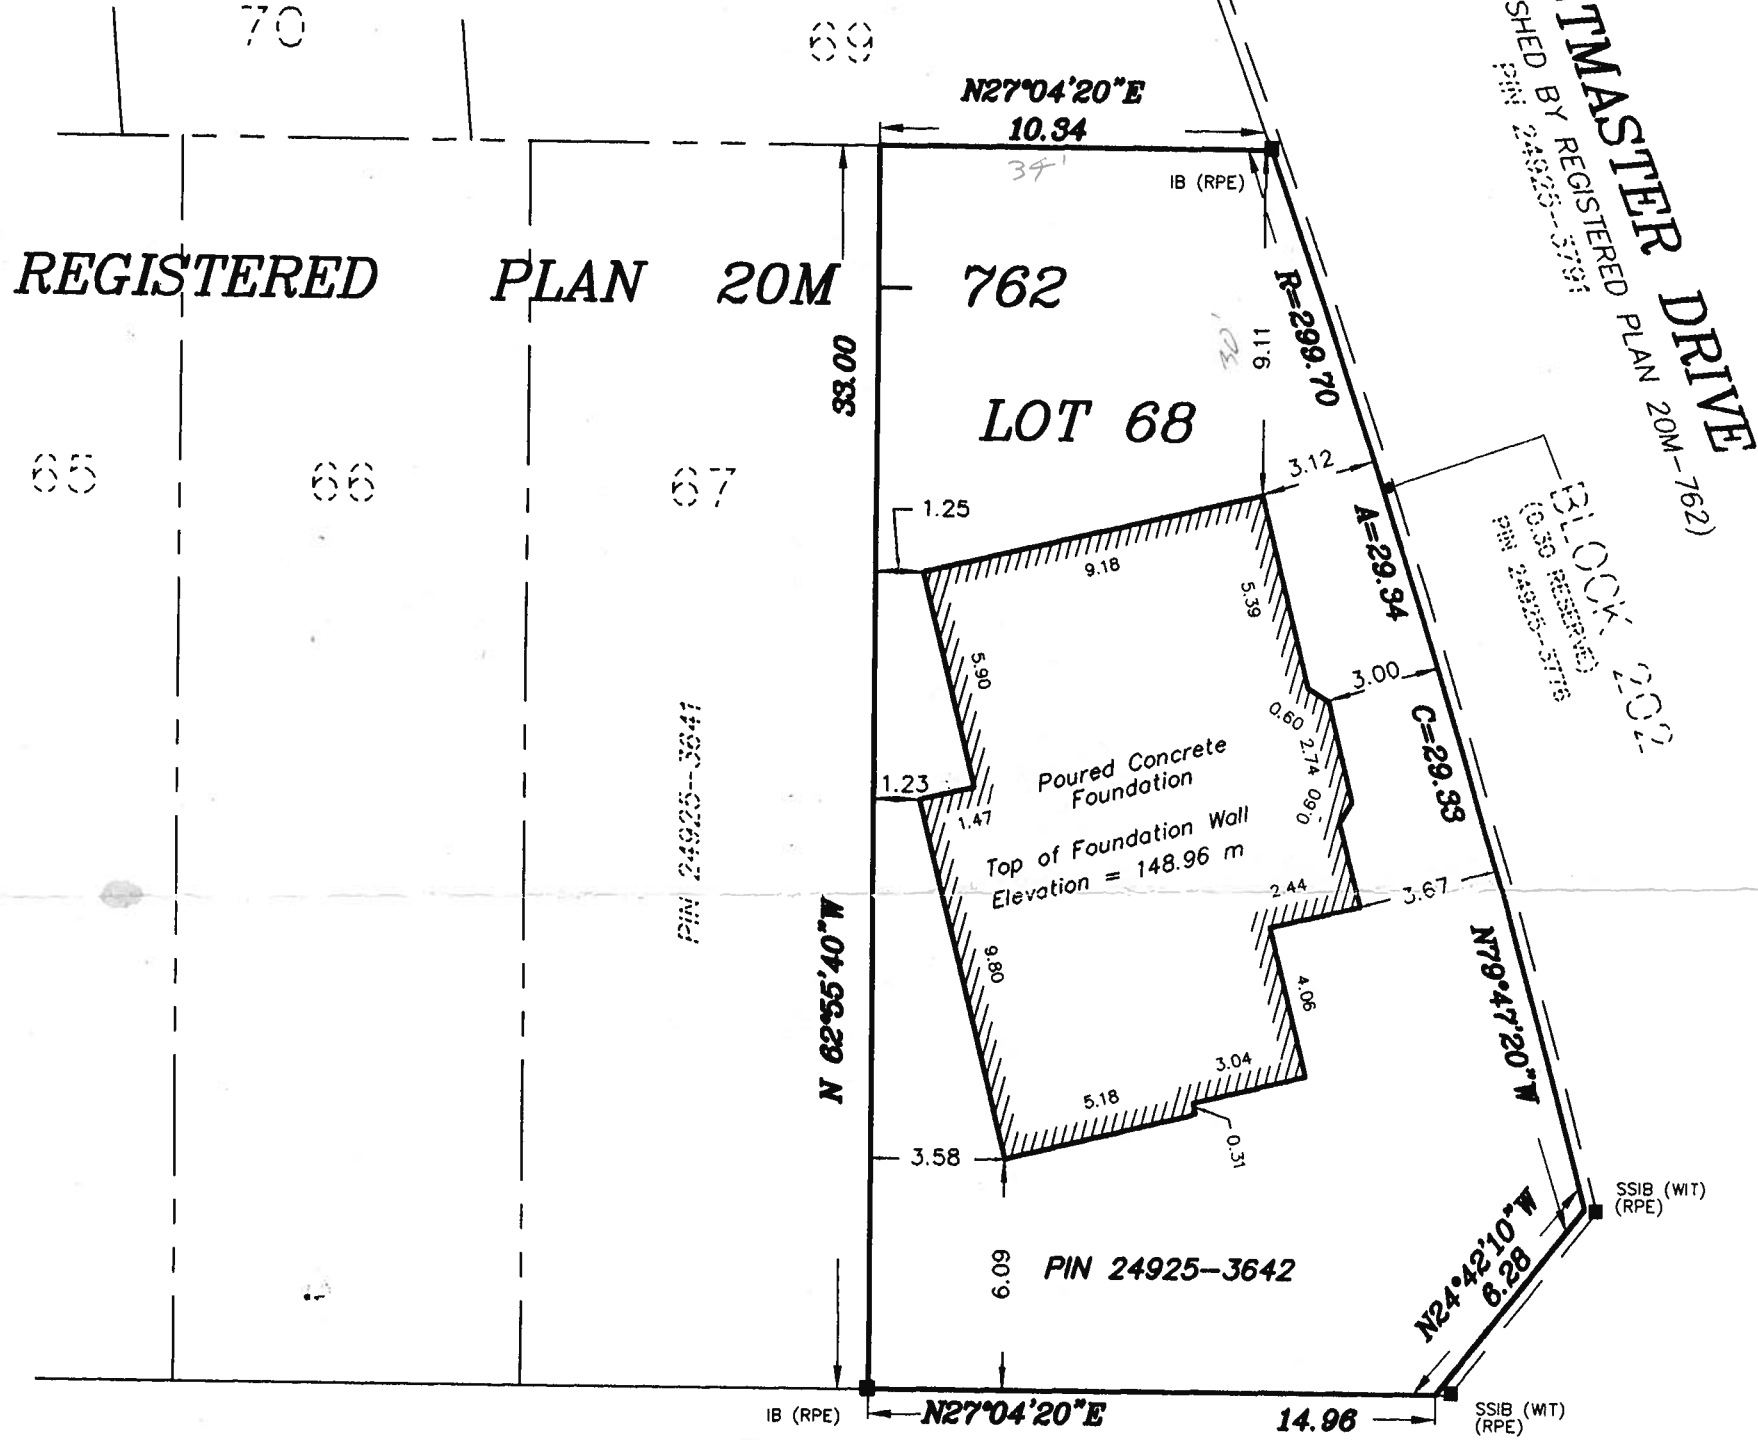 70
69
N27°04'20"E
10.34
34'
IB (RPE)
TMASTER DRIVE
SHED BY REGISTERED PLAN 20M-762)
PIN 24925-3791
REGISTERED PLAN 20M 762
R=299.70
9.11
30'
33.00
LOT 68
65
66
67
3.12
1.25
BLOCK 202
(0.30 RESERVE)
PIN 24925-3776
A=29.34
9.18
5.39
5.90
3.00
0.60
2.74
0.60
C=29.33
PIN 24925-3641
Poured Concrete
Foundation
1.23
1.47
Top of Foundation Wall
Elevation = 148.96 m
2.44
3.67
N 62°55'40"W
9.80
4.06
N79°47'20"W
3.04
5.18
0.31
3.58
SSIB (WIT)
(RPE)
N24°42'10"W
6.28
6.09
PIN 24925-3642
IB (RPE)
N27°04'20"E
14.96
SSIB (WIT)
(RPE)